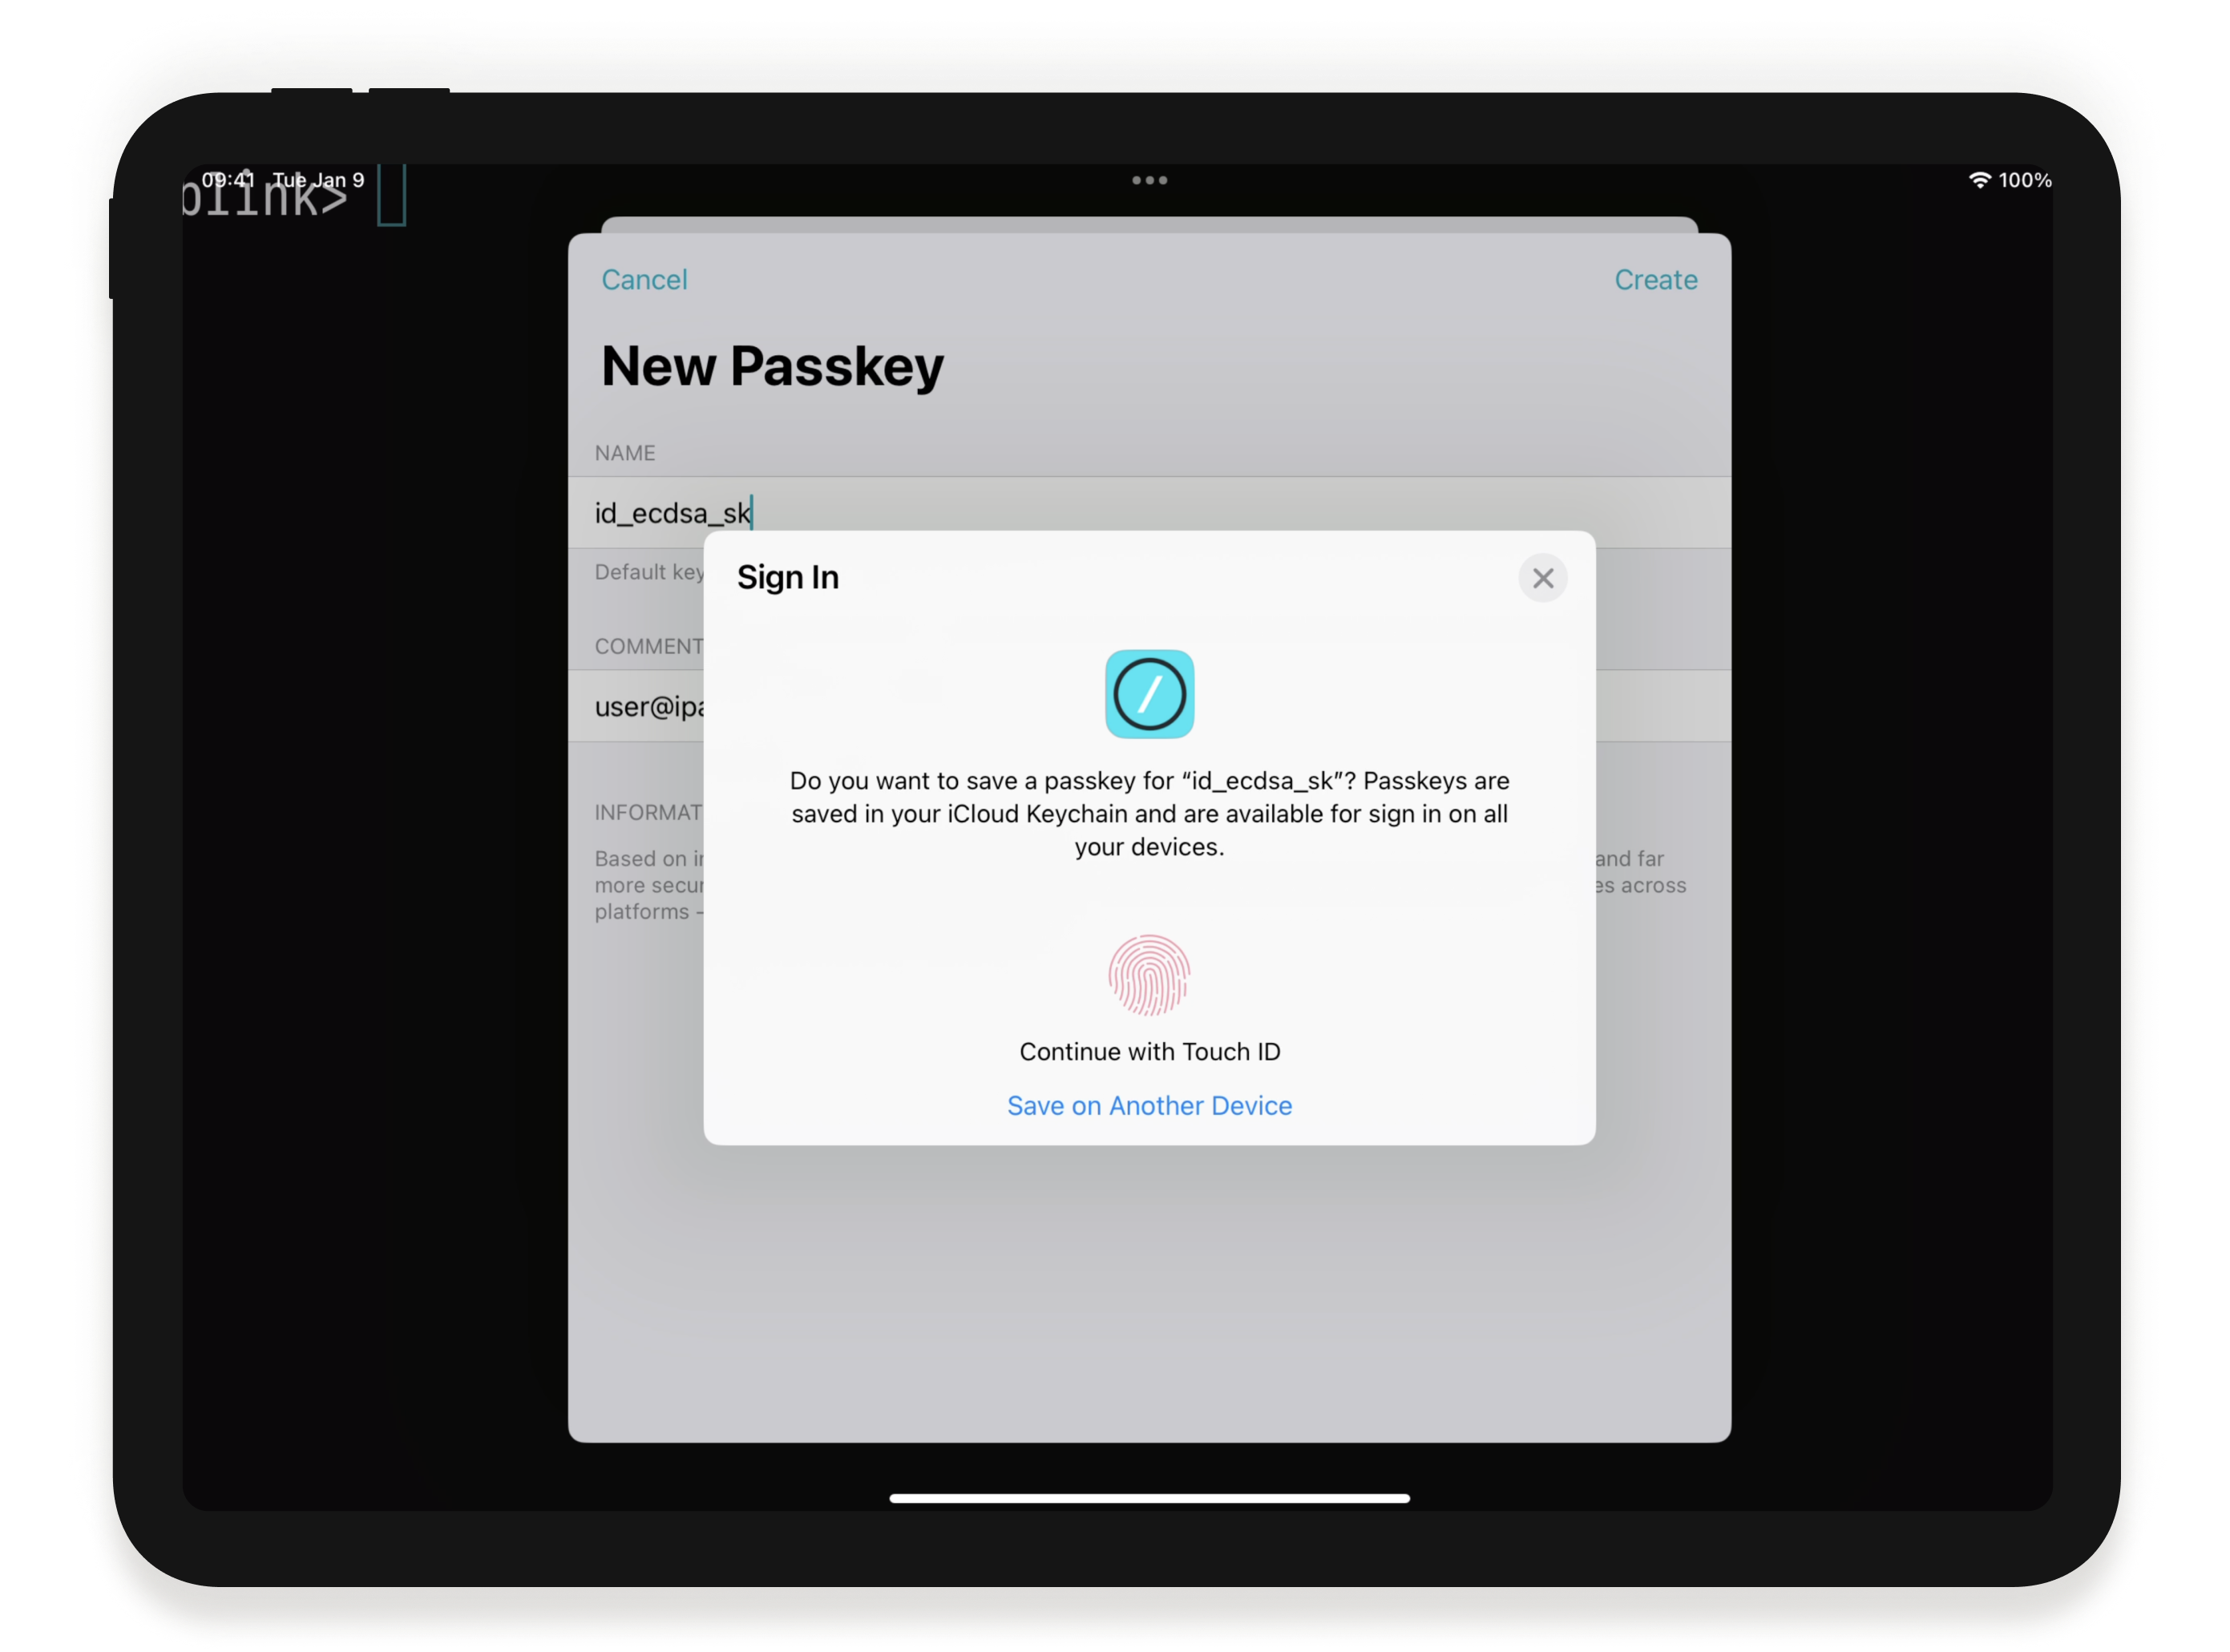 09:41 Tue Jan 9
100%
blink>
Cancel
Create
New Passkey
NAME
id_ecdsa_sk
Default key
COMMENT
user@ipa
INFORMAT
Based on
and far
more secur
es across
platforms -
Sign In
Do you want to save a passkey for “id_ecdsa_sk”? Passkeys are
saved in your iCloud Keychain and are available for sign in on all
your devices.
Continue with Touch ID
Save on Another Device